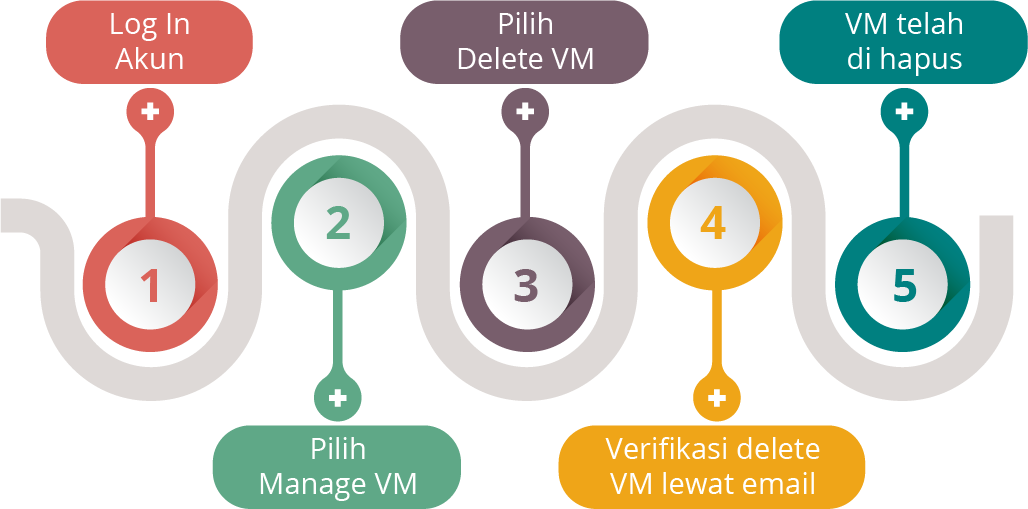 Log In
Akun
1
Pilih
Manage VM
2
Pilih
Delete VM
3
Verifikasi delete
VM lewat email
4
VM telah
di hapus
5